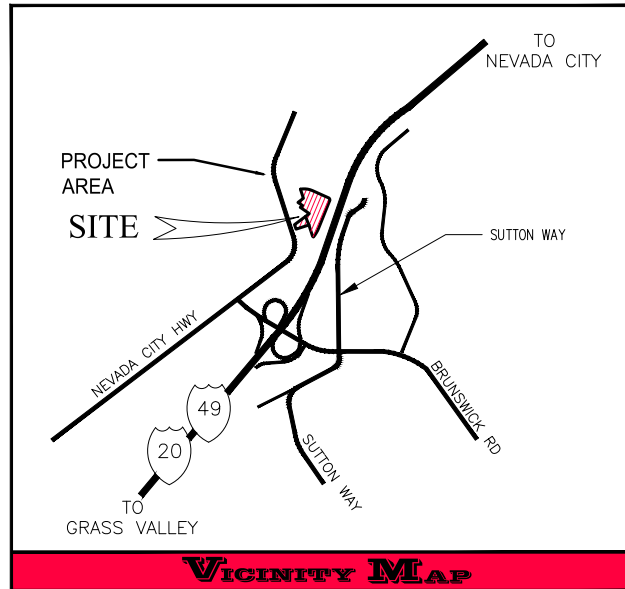 TO
NEVADA CITY
PROJECT
AREA
SITE
SUTTON WAY
NEVADA CITY HWY
BRUNSWICK RD
49
20
SUTTON WAY
TO
GRASS VALLEY
VICINITY MAP